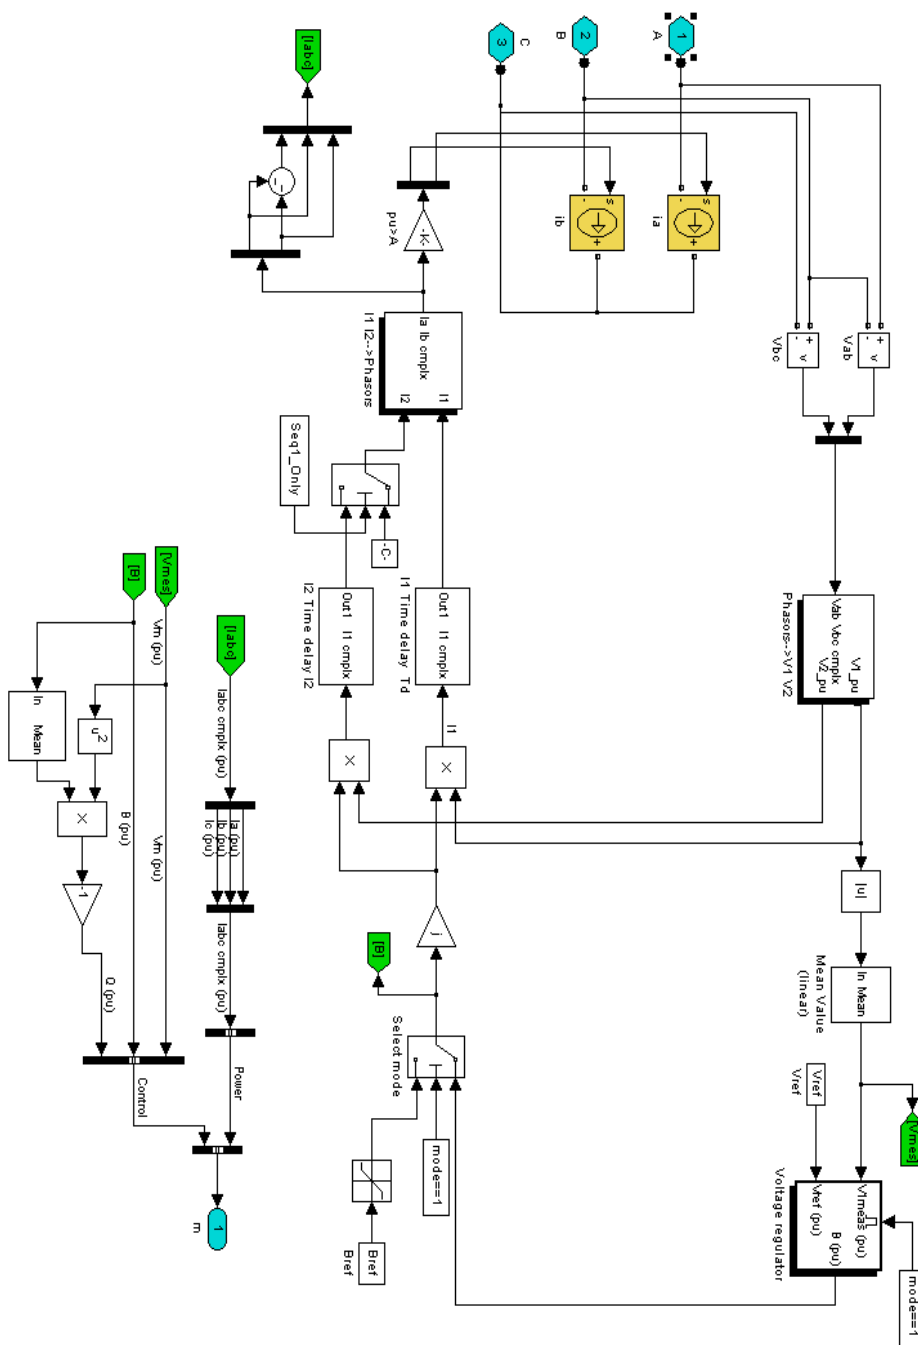 mode==1
[Vmes]
+
-
v
Vab
+
-
v
Vbc
Vab Vbc cmplx
V1_pu
V2_pu
Phasors-->V1 V2
|u|
In Mean
Mean Value
(linear)
Vref
Vref
V1meas (pu)
Vref (pu)
B (pu)
Voltage regulator
1
A
2
B
3
C
s
-
+
ia
s
-
+
ib
-K-
pu>A
Ia Ib cmplx
I1
I2
I1 I2-->Phasors
Out1
I1 cmplx
I1 Time delay Td
I1
X
j
[B]
mode==1
Select mode
Bref
Bref
-C-
Seq1_Only
Out1
I1 cmplx
I2 Time delay I2
X
[Iabc]
-
-
[Iabc]
Iabc cmplx (pu)
Ia (pu)
Ib (pu)
Ic (pu)
Iabc cmplx (pu)
Power
1
m
[Vmes]
Vm (pu)
Vm (pu)
[B]
B (pu)
Control
u²
In
Mean
X
-1
Q (pu)